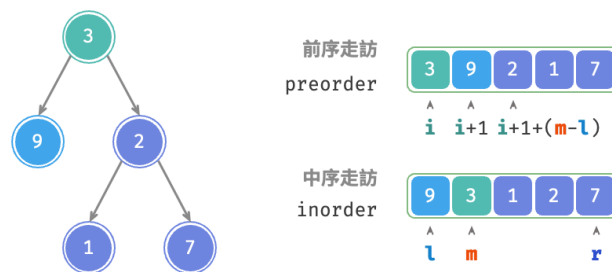 3
9
2
1
7
前序走訪
preorder
3 9 2 1 7
i i+1 i+1+(m-l)
中序走訪
inorder
9 3 1 2 7
l m r